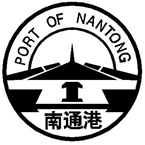 PORT OF NANTONG
南通港